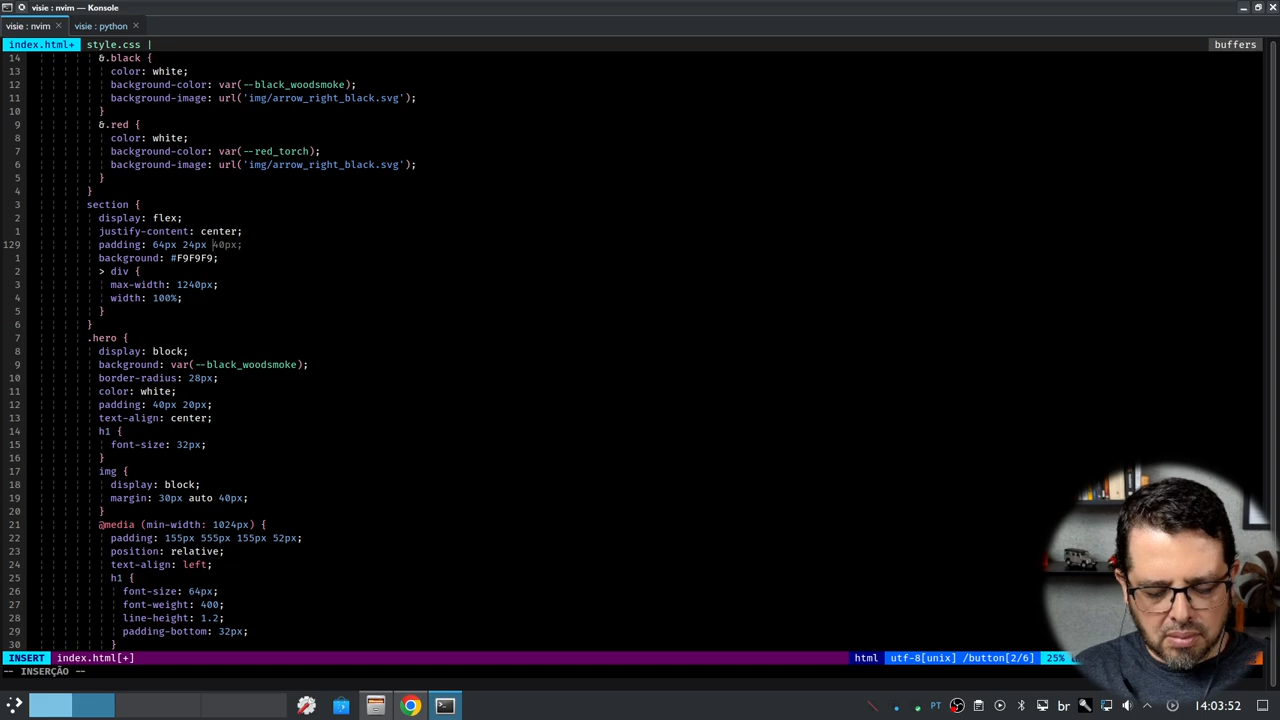 visie : nvim — Konsole
visie : nvim
visie : python
index.html+ style.css |
buffers
14 &.black {
13 color: white;
12 background-color: var(--black_woodsmoke);
11 background-image: url('img/arrow_right_black.svg');
10 }
9 &.red {
8 color: white;
7 background-color: var(--red_torch);
6 background-image: url('img/arrow_right_black.svg');
5 }
4 }
3 section {
2 display: flex;
1 justify-content: center;
129 padding: 64px 24px 40px;
1 background: #F9F9F9;
2 > div {
3 max-width: 1240px;
4 width: 100%;
5 }
6 }
7 .hero {
8 display: block;
9 background: var(--black_woodsmoke);
10 border-radius: 28px;
11 color: white;
12 padding: 40px 20px;
13 text-align: center;
14 h1 {
15 font-size: 32px;
16 }
17 img {
18 display: block;
19 margin: 30px auto 40px;
20 }
21 @media (min-width: 1024px) {
22 padding: 155px 555px 155px 52px;
23 position: relative;
24 text-align: left;
25 h1 {
26 font-size: 64px;
27 font-weight: 400;
28 line-height: 1.2;
29 padding-bottom: 32px;
30 }
INSERT index.html[+] html utf-8[unix] /button[2/6] 25%
-- INSERÇÃO --
PT
br
14:03:52